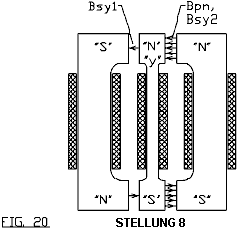 Bsy1
Bpn,
Bsy2
"S" "N" "N"
"y"
"N" "S" "S"
FIG. 20 STELLUNG 8